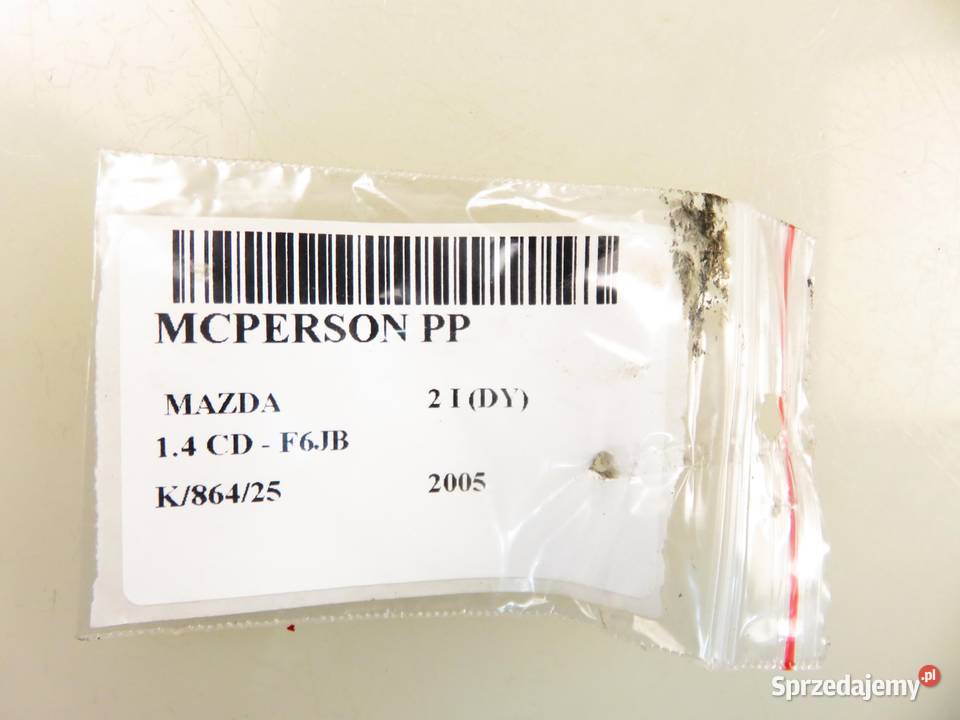 MCPERSON PP
MAZDA 2 I (DY)
1.4 CD - F6JB
K/864/25 2005
Sprzedajemy.pl